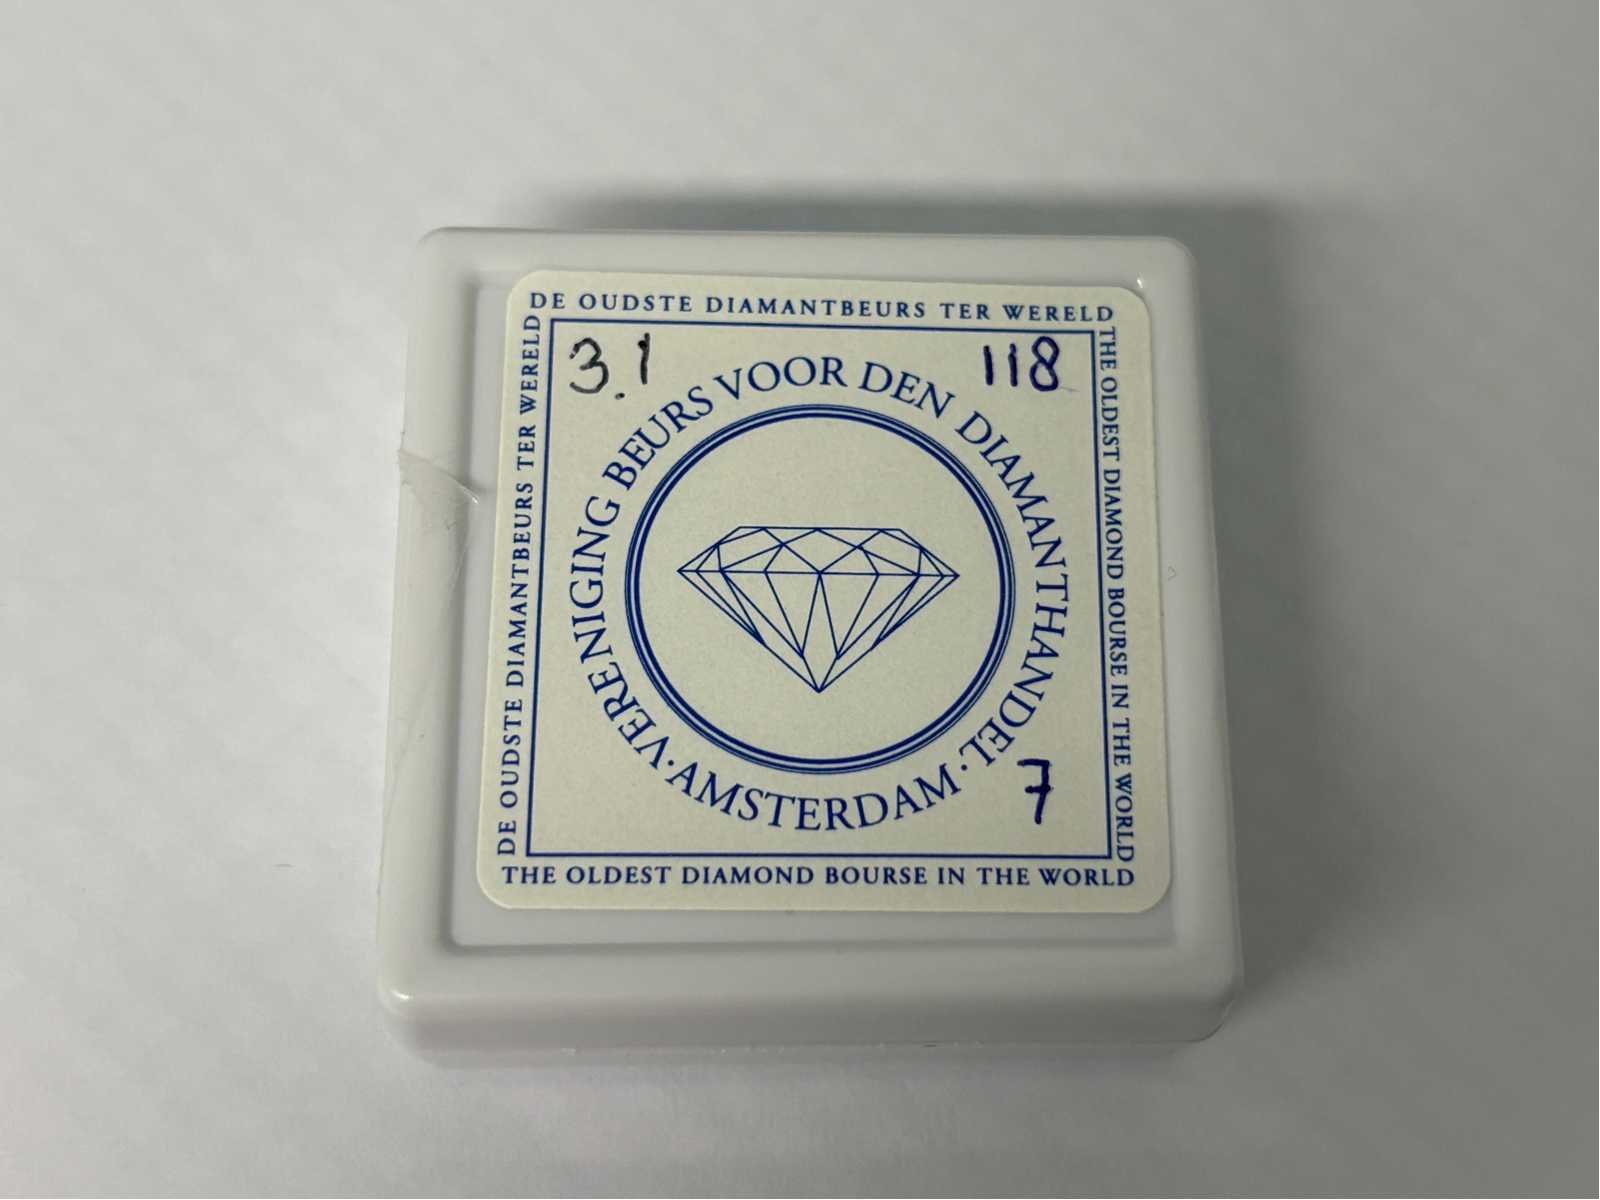 DE OUDSTE DIAMANTBEURS TER WERELD
DE OUDSTE DIAMANTBEURS TER WERELD
THE OLDEST DIAMOND BOURSE IN THE WORLD
3.1
118
VERENIGING BEURS VOOR DEN DIAMANTHANDEL
· AMSTERDAM ·
7
THE OLDEST DIAMOND BOURSE IN THE WORLD